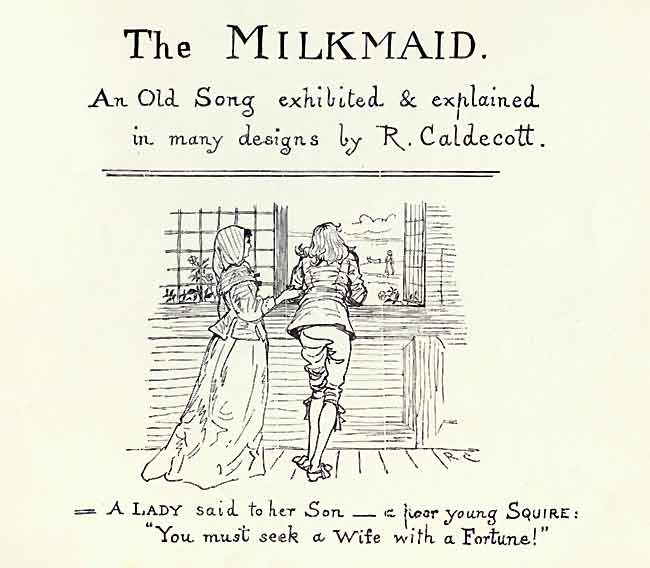 The MILKMAID.
An Old Song exhibited & explained
in many designs by R. Caldecott.
R.C
= A LADY said to her Son — a poor young SQUIRE:
"You must seek a Wife with a Fortune!"